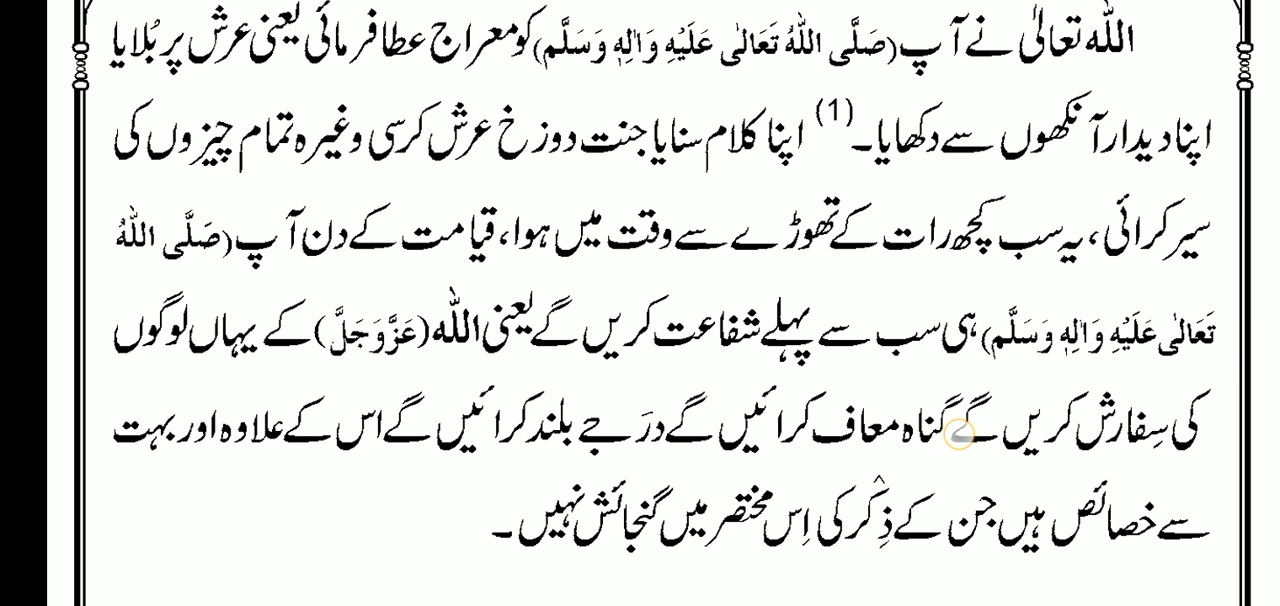 اللہ تعالیٰ نے آپ (صَلَّی اللہُ تَعَالٰی عَلَیْہِ وَاٰلِہٖ وَسَلَّم) کو معراج عطا فرمائی یعنی عرش پر بُلایا
اپنا دیدار آنکھوں سے دکھایا۔ (1) اپنا کلام سنایا جنت دوزخ عرش کرسی وغیرہ تمام چیزوں کی
سیر کرائی، یہ سب کچھ رات کے تھوڑے سے وقت میں ہوا، قیامت کے دن آپ (صَلَّی اللہُ
تَعَالٰی عَلَیْہِ وَاٰلِہٖ وَسَلَّم) ہی سب سے پہلے شفاعت کریں گے یعنی اللہ (عَزَّوَجَلَّ) کے یہاں لوگوں
کی سِفارش کریں گے گناہ معاف کرائیں گے درَجے بلند کرائیں گے اس کے علاوہ اور بہت
سے خصائص ہیں جن کے ذِکر کی اِس مختصر میں گنجائش نہیں۔